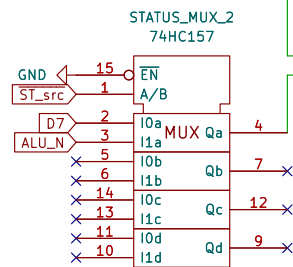 STATUS_MUX_2
74HC157
GND 15 EN
ST_src 1 A/B
D7 2 I0a MUX Qa 4
ALU_N 3 I1a
5 I0b Qb 7
6 I1b
14 I0c Qc 12
13 I1c
11 I0d Qd 9
10 I1d